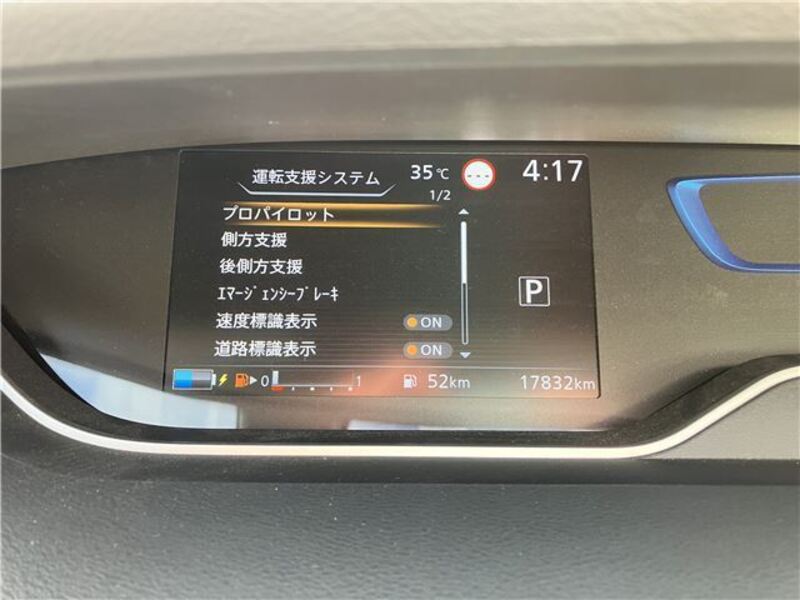 運転支援システム 35℃ --- 4:17
1/2
プロパイロット
側方支援
後側方支援
ｴﾏｰｼﾞｪﾝｼｰﾌﾞﾚｰｷ P
速度標識表示 ON
道路標識表示 ON
0 1 52km 17832km